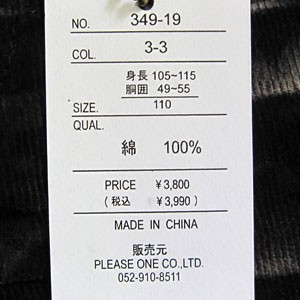 NO. 349-19
COL. 3-3
身長 105~115
胴囲 49~55
SIZE. 110
QUAL.
綿 100%
PRICE ¥3,800
(税込 ¥3,990)
MADE IN CHINA
販売元
PLEASE ONE CO.,LTD.
052-910-8511